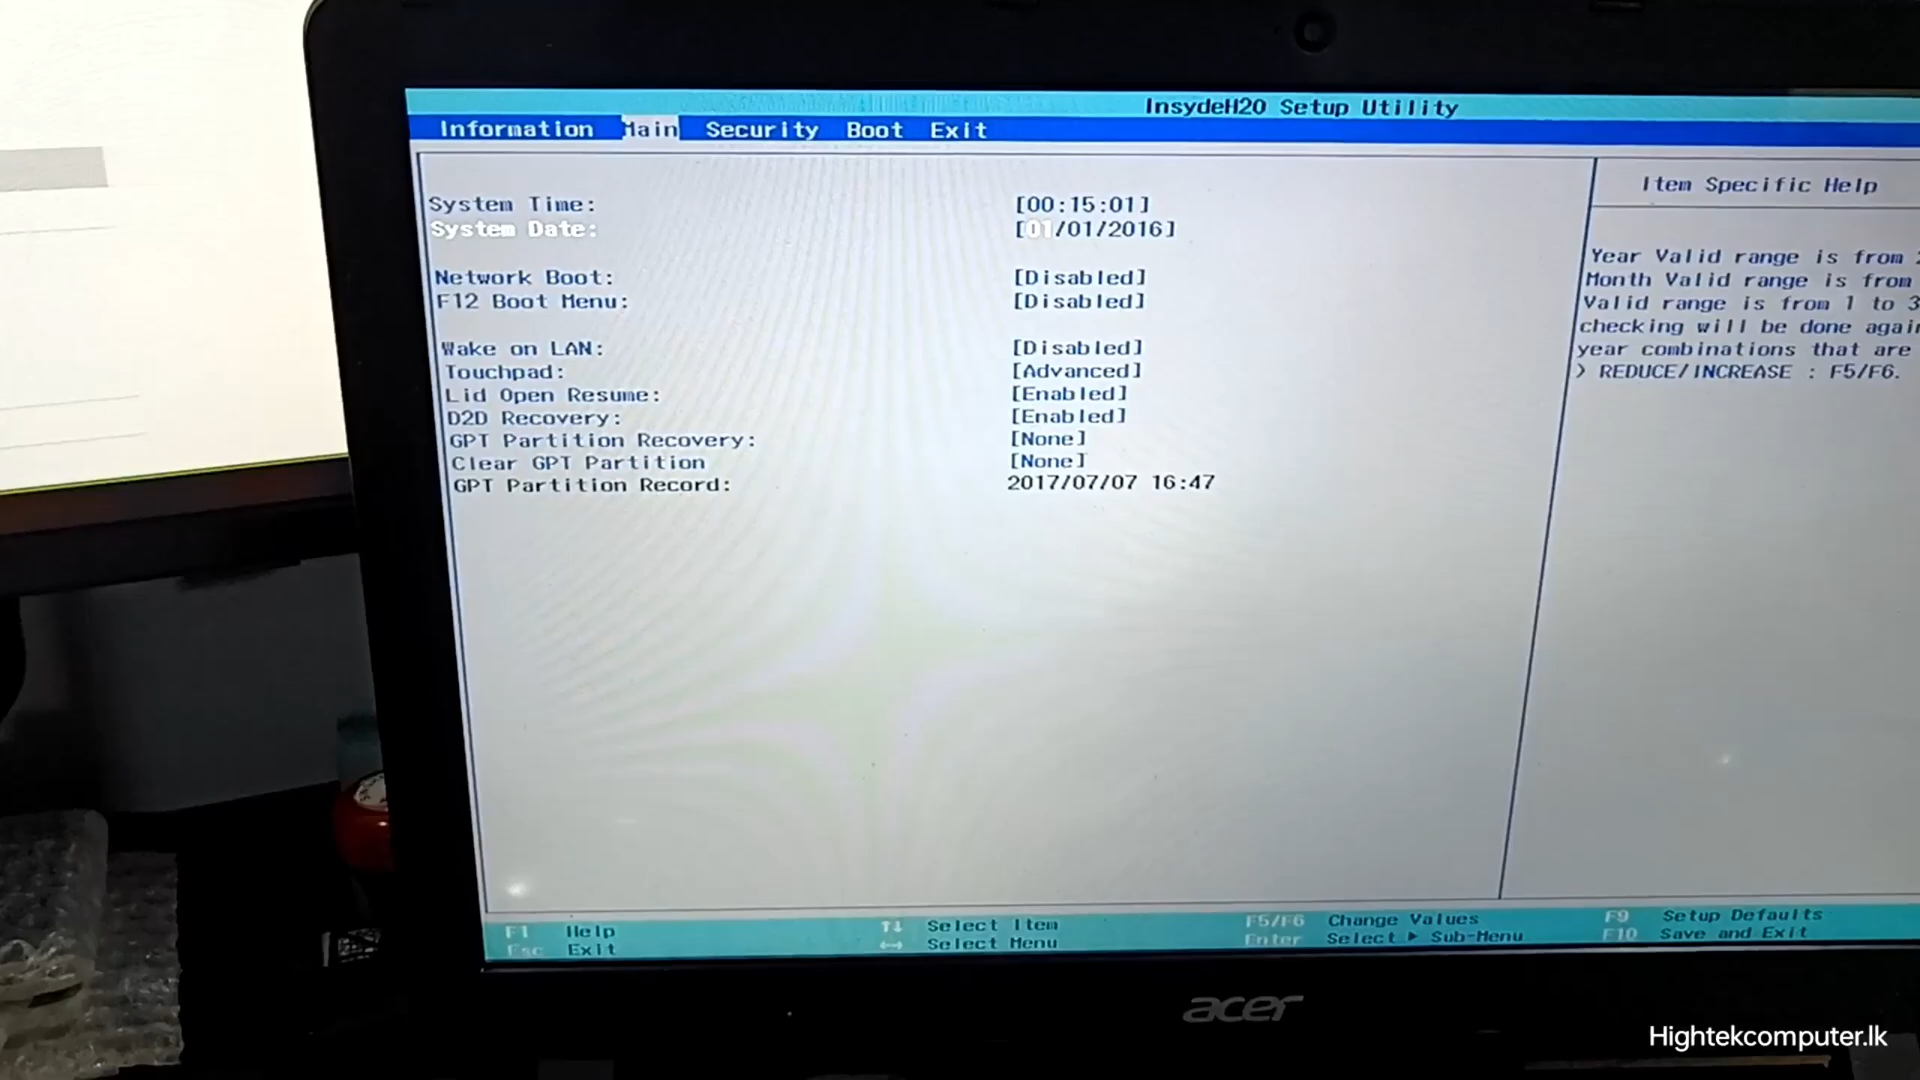 InsydeH20 Setup Utility
Information Main Security Boot Exit
System Time: [00:15:01]
System Date: [01/01/2016]
Network Boot: [Disabled]
F12 Boot Menu: [Disabled]
Wake on LAN: [Disabled]
Touchpad: [Advanced]
Lid Open Resume: [Enabled]
D2D Recovery: [Enabled]
GPT Partition Recovery: [None]
Clear GPT Partition [None]
GPT Partition Record: 2017/07/07 16:47
Item Specific Help
Year Valid range is from
Month Valid range is from
Valid range is from 1 to 3
checking will be done again
year combinations that are
> REDUCE/INCREASE : F5/F6.
F1 Help ↑↓ Select Item F5/F6 Change Values F9 Setup Defaults
Esc Exit ↔ Select Menu Enter Select ► Sub-Menu F10 Save and Exit
acer
Hightekcomputer.lk